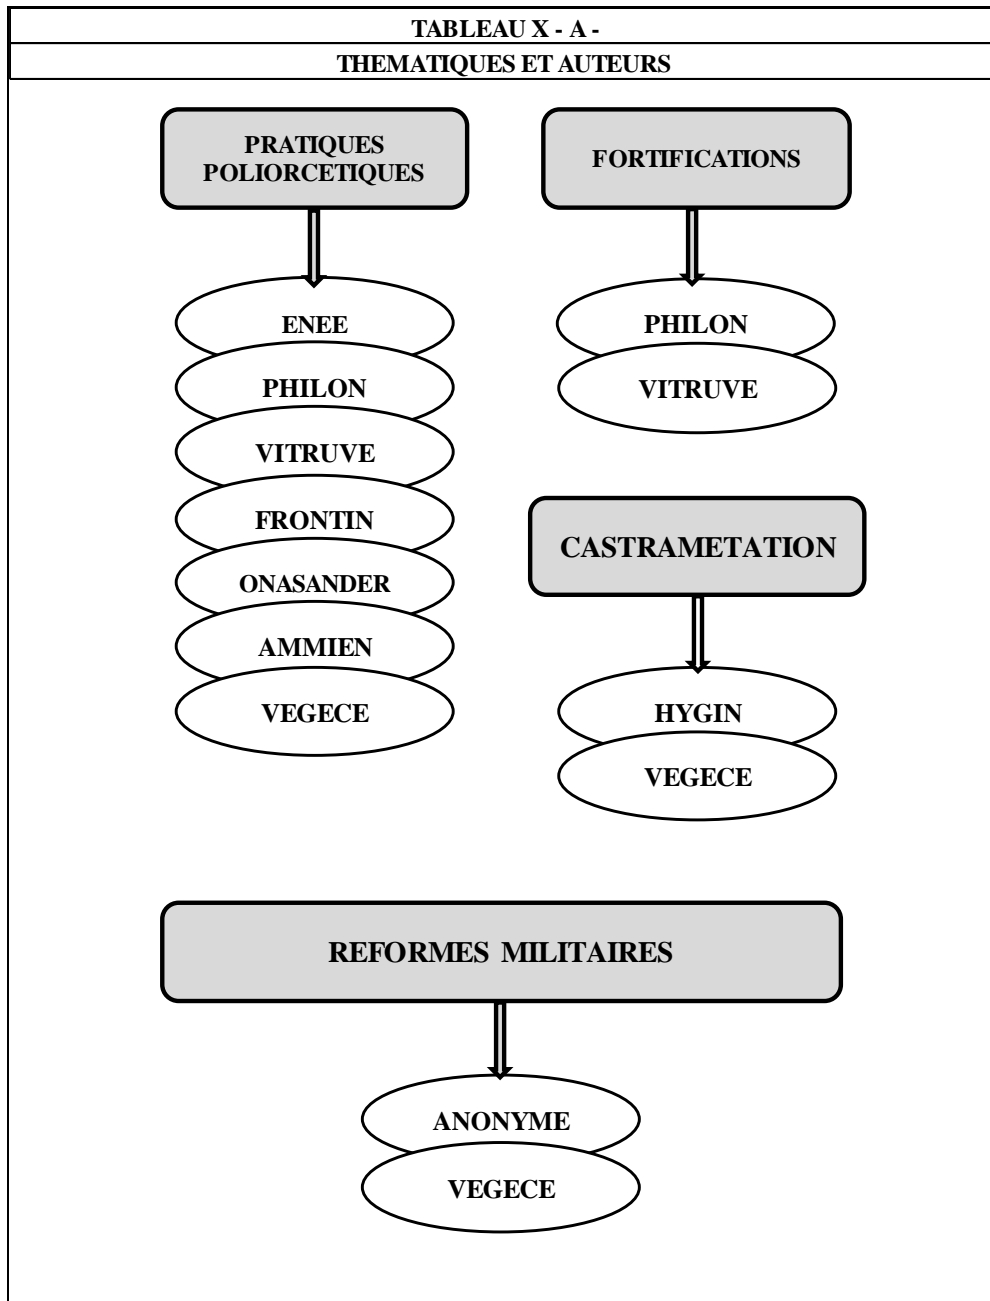 TABLEAU X - A -
THEMATIQUES ET AUTEURS
PRATIQUES
POLIORCETIQUES
ENEE
PHILON
VITRUVE
FRONTIN
ONASANDER
AMMIEN
VEGECE
FORTIFICATIONS
PHILON
VITRUVE
CASTRAMETATION
HYGIN
VEGECE
REFORMES MILITAIRES
ANONYME
VEGECE